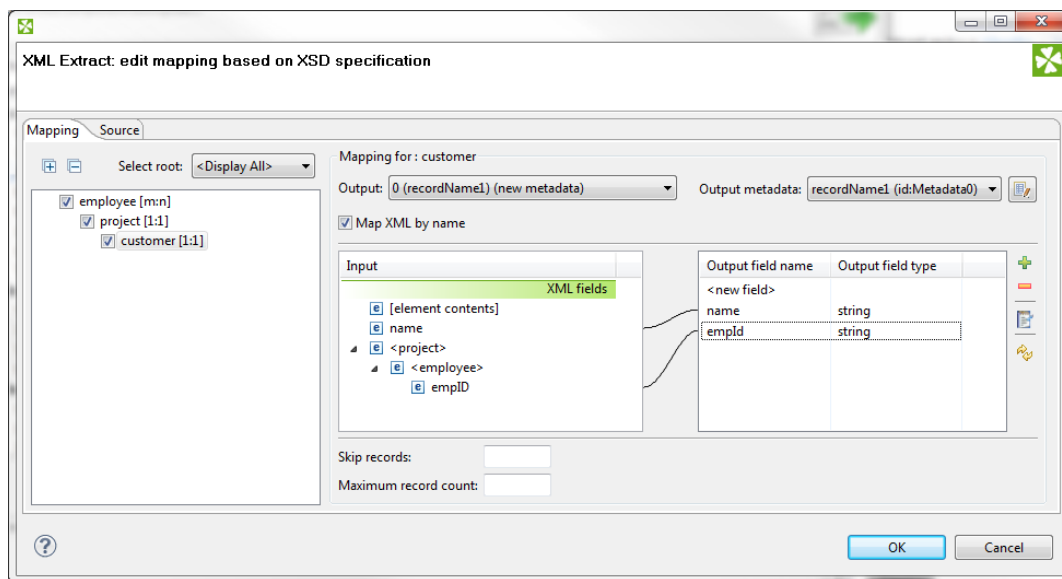 XML Extract: edit mapping based on XSD specification
Mapping Source
Select root: <Display All>
employee [m:n]
project [1:1]
customer [1:1]
Mapping for : customer
Output: 0 (recordName1) (new metadata) Output metadata: recordName1 (id:Metadata0)
Map XML by name
Input
XML fields
[element contents]
name
<project>
<employee>
empID
Output field name Output field type
<new field>
name string
empId string
Skip records:
Maximum record count:
OK Cancel